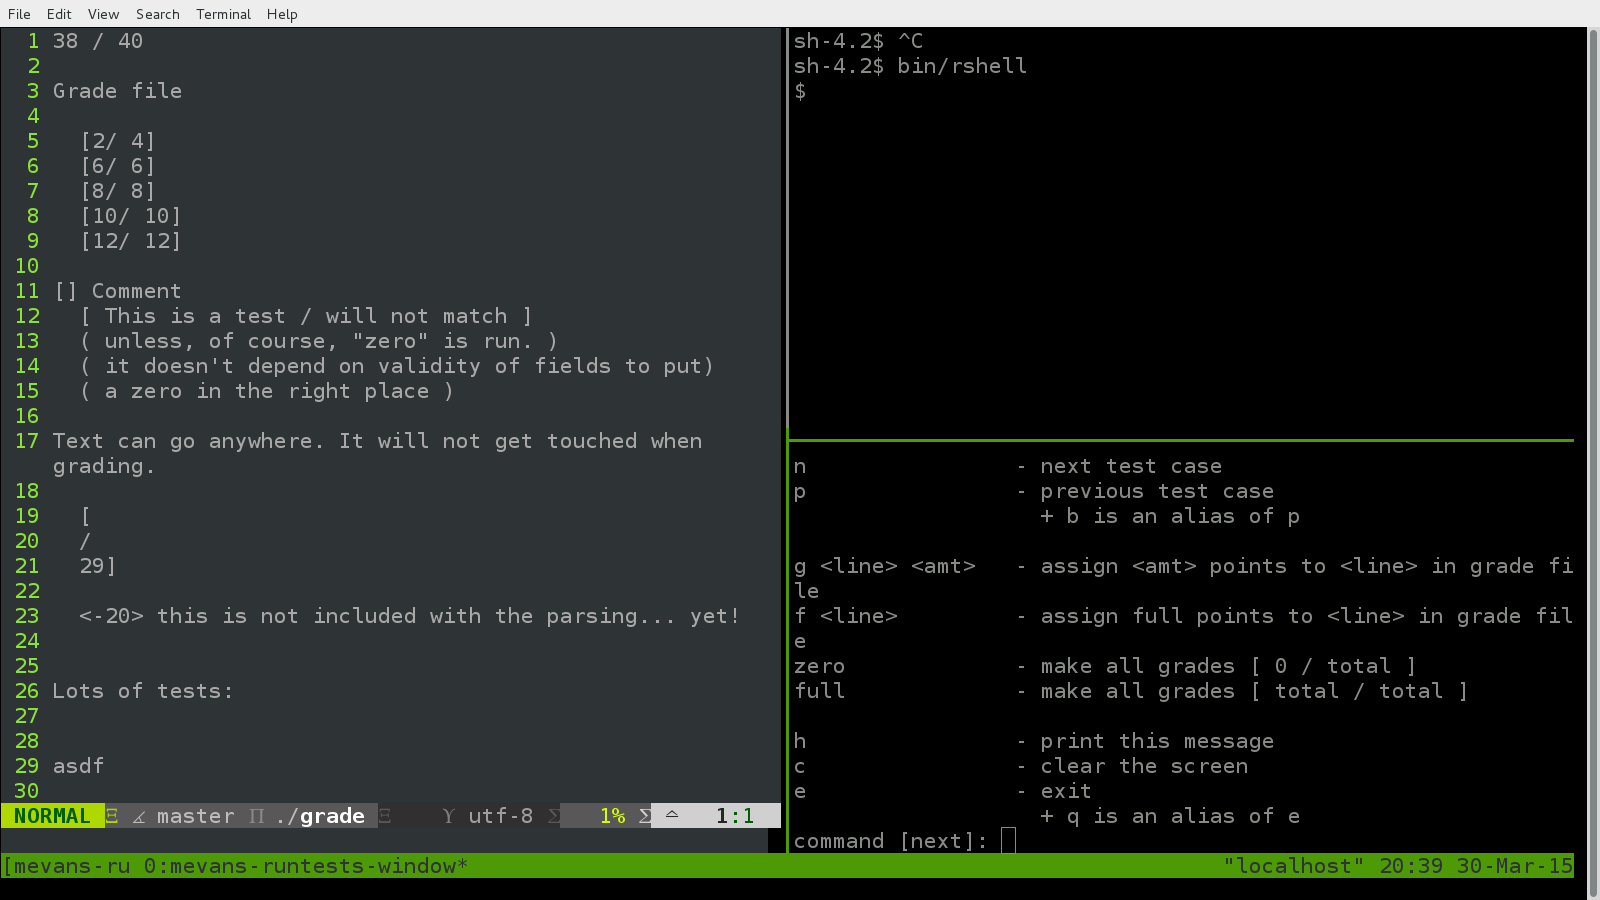 File Edit View Search Terminal Help
1 38 / 40
2
3 Grade file
4
5 [2/ 4]
6 [6/ 6]
7 [8/ 8]
8 [10/ 10]
9 [12/ 12]
10
11 [] Comment
12 [ This is a test / will not match ]
13 ( unless, of course, "zero" is run. )
14 ( it doesn't depend on validity of fields to put)
15 ( a zero in the right place )
16
17 Text can go anywhere. It will not get touched when
grading.
18
19 [
20 /
21 29]
22
23 <-20> this is not included with the parsing... yet!
24
25
26 Lots of tests:
27
28
29 asdf
30
NORMAL Ξ ∡ master Π ./grade Ξ ϒ utf-8 Σ 1% Σ ⌤ 1:1
sh-4.2$ ^C
sh-4.2$ bin/rshell
$
n - next test case
p - previous test case
+ b is an alias of p
g <line> <amt> - assign <amt> points to <line> in grade fi
le
f <line> - assign full points to <line> in grade fil
e
zero - make all grades [ 0 / total ]
full - make all grades [ total / total ]
h - print this message
c - clear the screen
e - exit
+ q is an alias of e
command [next]:
[mevans-ru 0:mevans-runtests-window* "localhost" 20:39 30-Mar-15